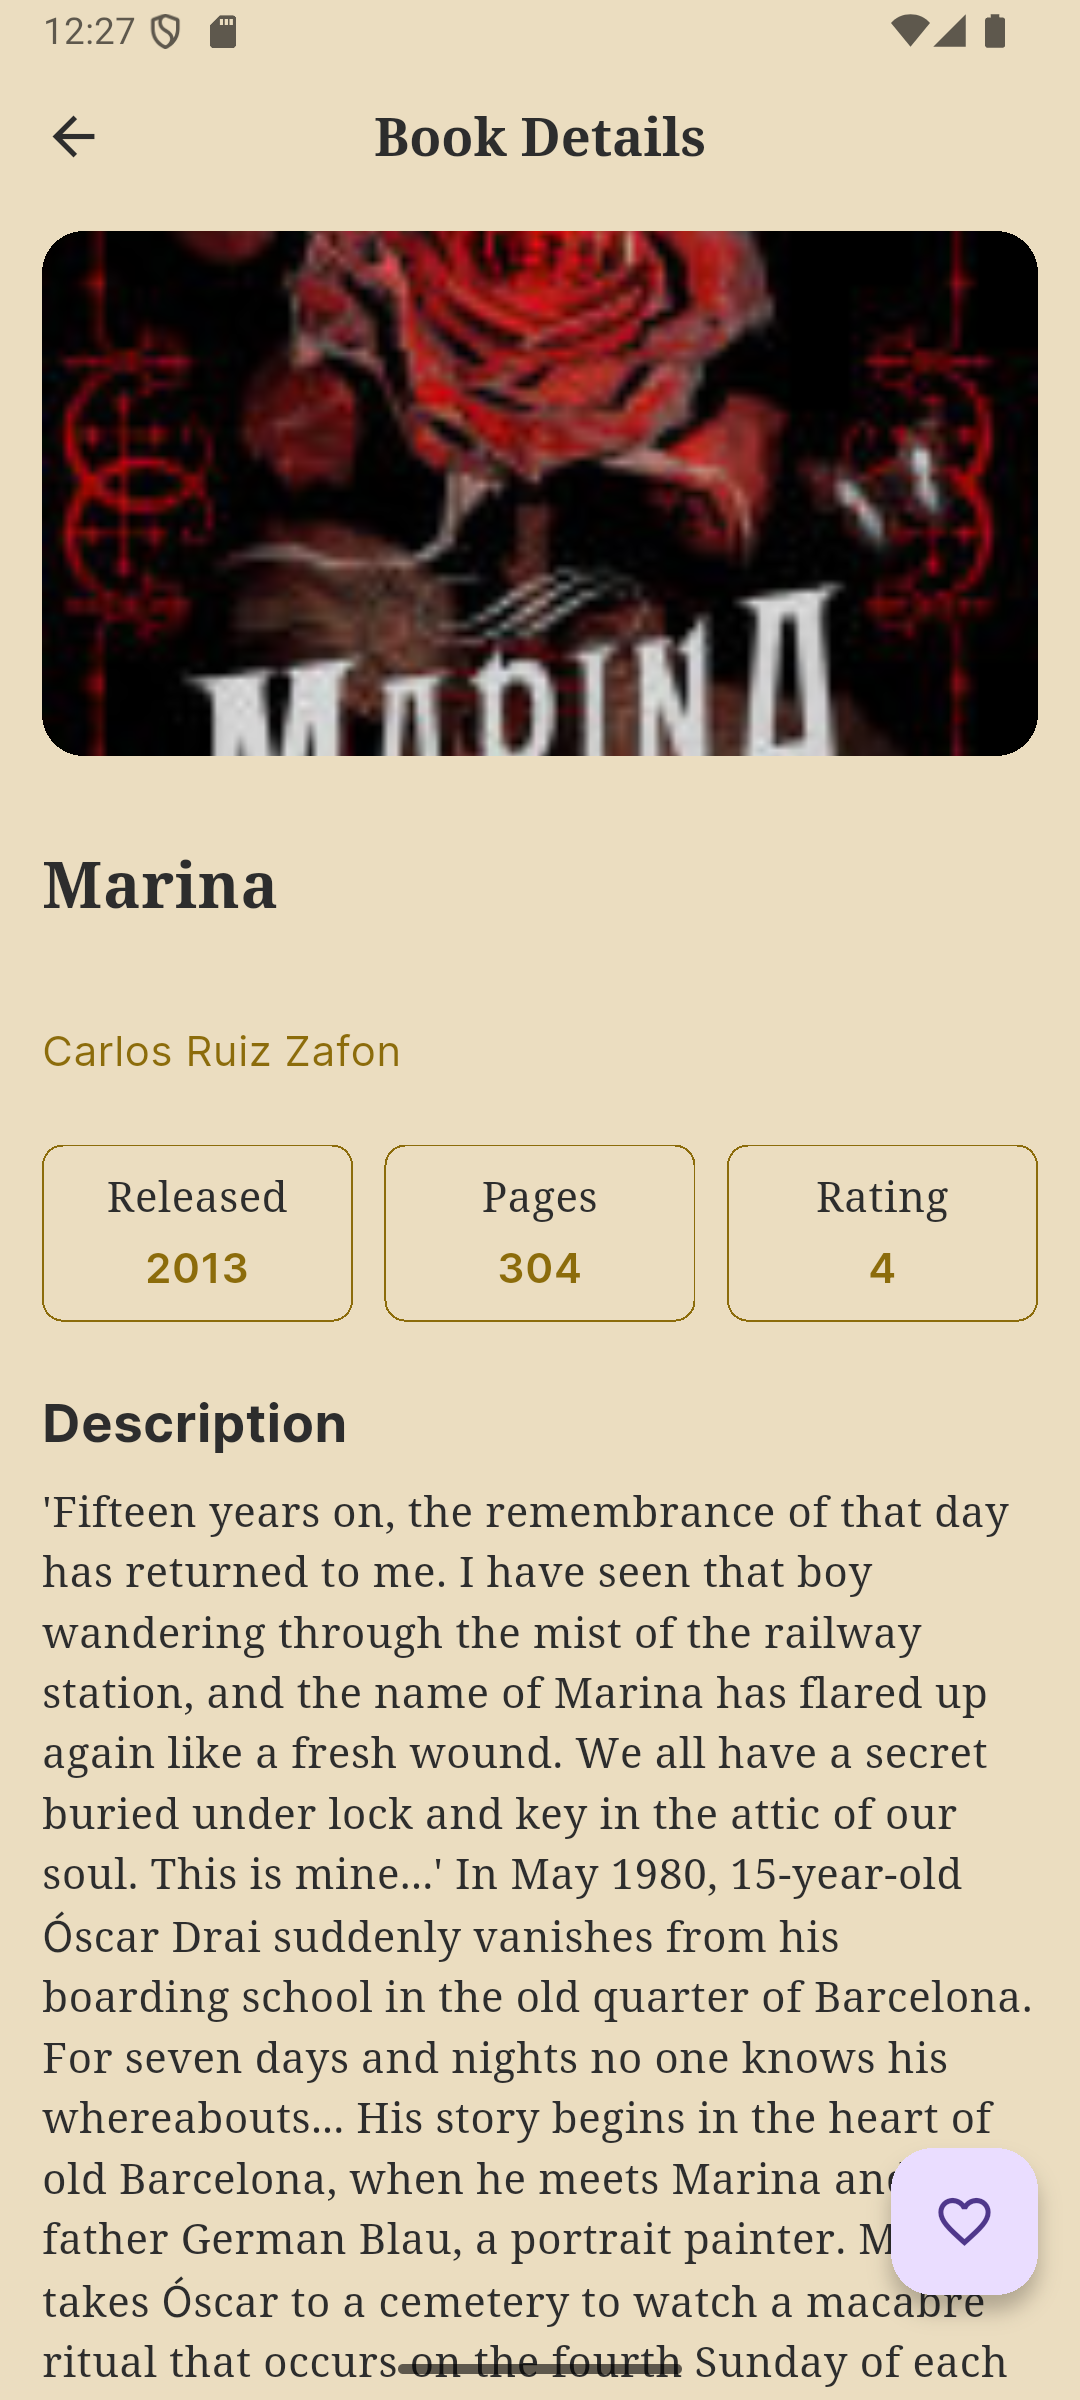 12:27
Book Details
MARINA
Marina
Carlos Ruiz Zafon
Released
2013
Pages
304
Rating
4
Description
'Fifteen years on, the remembrance of that day
has returned to me. I have seen that boy
wandering through the mist of the railway
station, and the name of Marina has flared up
again like a fresh wound. We all have a secret
buried under lock and key in the attic of our
soul. This is mine...' In May 1980, 15-year-old
Óscar Drai suddenly vanishes from his
boarding school in the old quarter of Barcelona.
For seven days and nights no one knows his
whereabouts... His story begins in the heart of
old Barcelona, when he meets Marina and
father German Blau, a portrait painter. M
takes Óscar to a cemetery to watch a macabre
ritual that occurs on the fourth Sunday of each